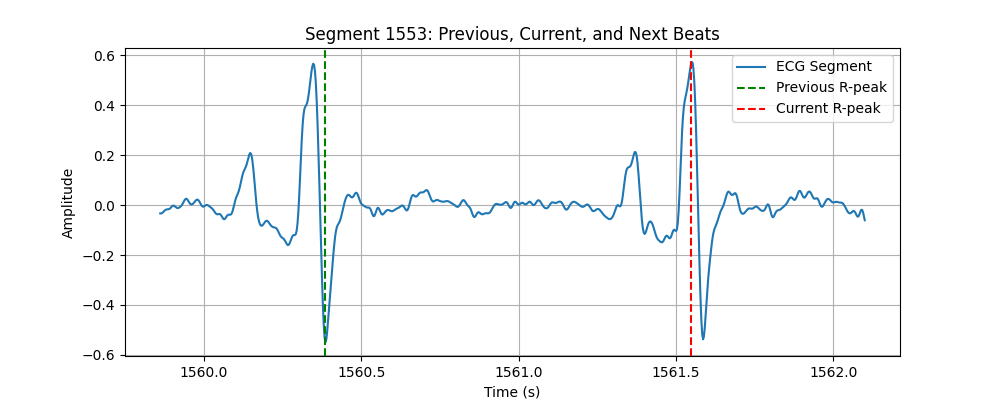 Segment 1553: Previous, Current, and Next Beats
ECG Segment
Previous R-peak
Current R-peak
Amplitude
0.6
0.4
0.2
0.0
−0.2
−0.4
−0.6
1560.0 1560.5 1561.0 1561.5 1562.0
Time (s)